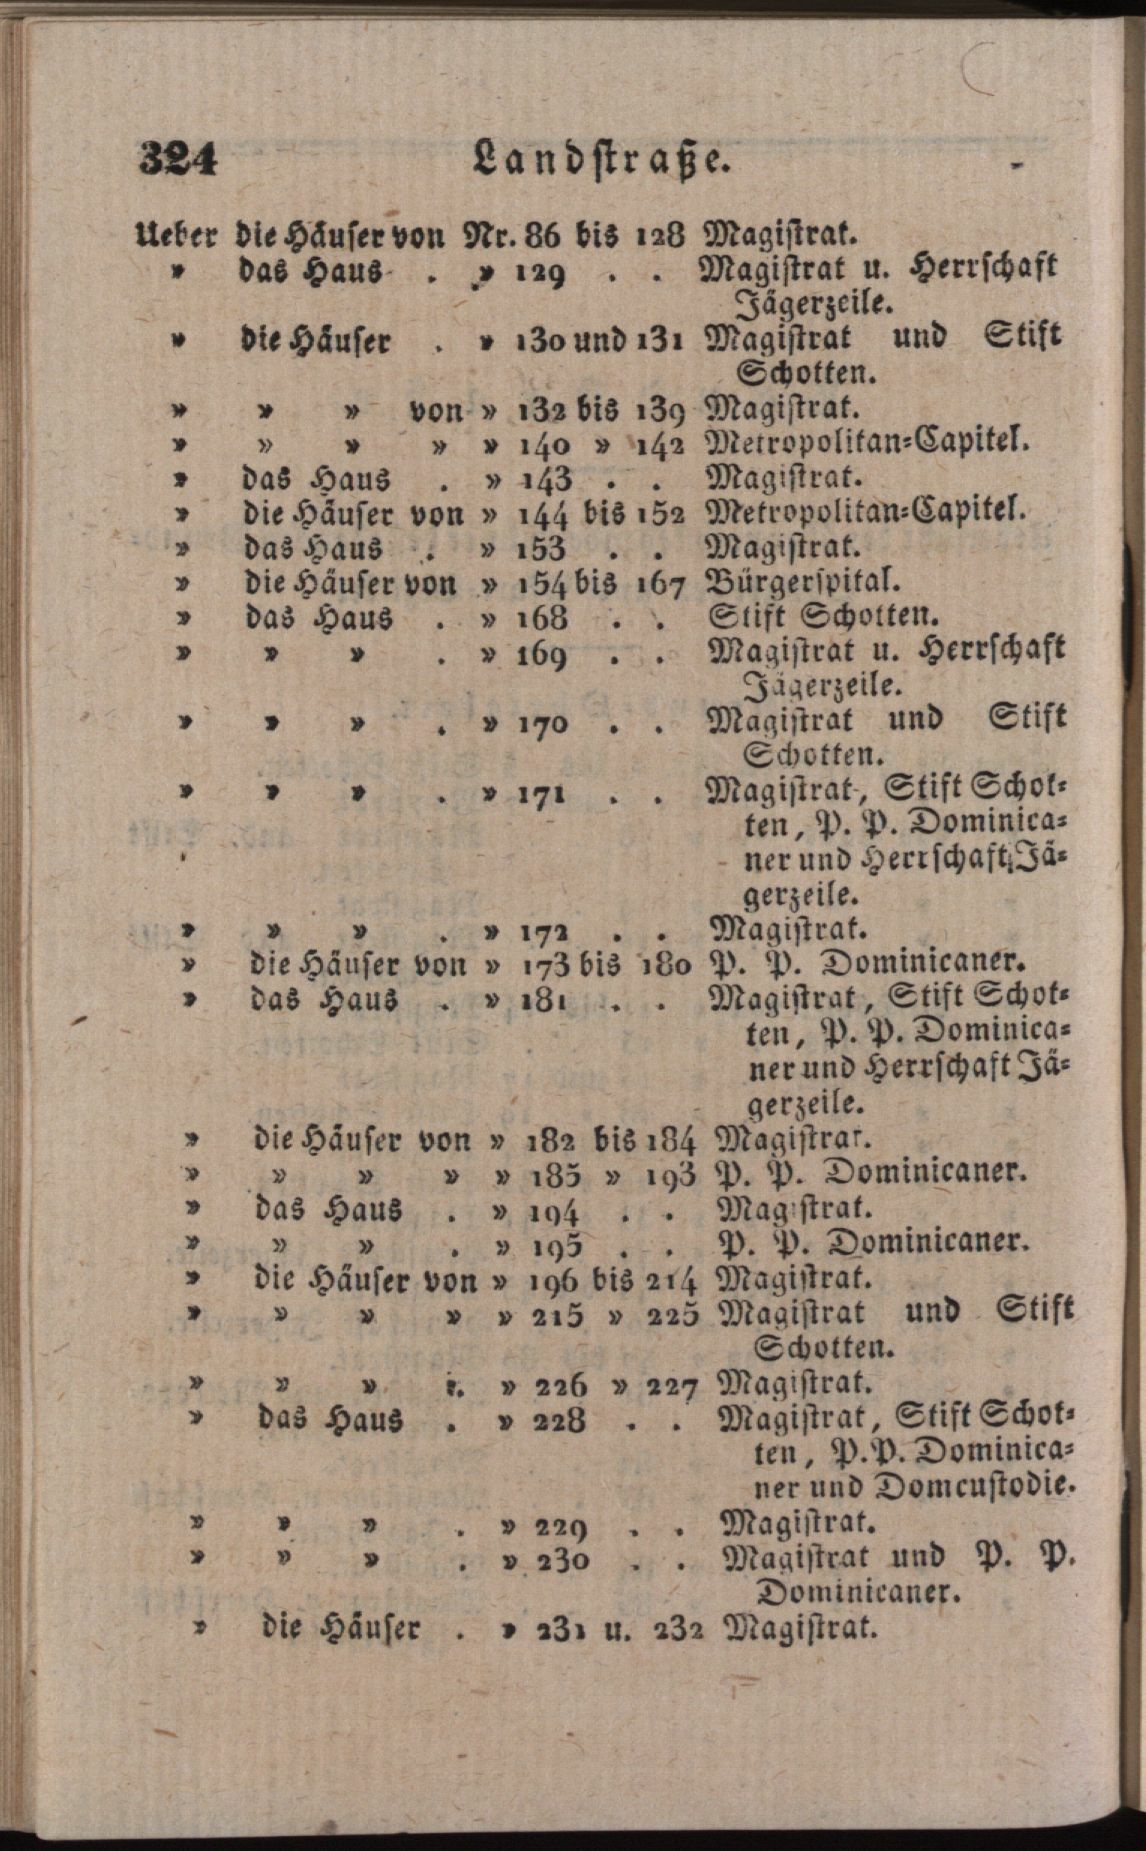 324 Landstraße.
Ueber die Häuser von Nr. 86 bis 128 Magistrat.
» das Haus . » 129 . . Magistrat u. Herrschaft
Jägerzeile.
» die Häuser . » 130 und 131 Magistrat und Stift
Schotten.
» » » von » 132 bis 139 Magistrat.
» » » » » 140 » 142 Metropolitan=Capitel.
» das Haus . » 143 . . Magistrat.
» die Häuser von » 144 bis 152 Metropolitan=Capitel.
» das Haus . » 153 . . Magistrat.
» die Häuser von » 154 bis 167 Bürgerspital.
» das Haus . » 168 . . Stift Schotten.
» » » . » 169 . . Magistrat u. Herrschaft
Jägerzeile.
» » » . » 170 . . Magistrat und Stift
Schotten.
» » » . » 171 . . Magistrat, Stift Schot=
ten, P. P. Dominica=
ner und Herrschaft Jä=
gerzeile.
» » » . » 172 . . Magistrat.
» die Häuser von » 173 bis 180 P. P. Dominicaner.
» das Haus . » 181 . . Magistrat, Stift Schot=
ten, P. P. Dominica=
ner und Herrschaft Jä=
gerzeile.
» die Häuser von » 182 bis 184 Magistrat.
» » » » » 185 » 193 P. P. Dominicaner.
» das Haus . » 194 . . Magistrat.
» » » . » 195 . . P. P. Dominicaner.
» die Häuser von » 196 bis 214 Magistrat.
» » » » » 215 » 225 Magistrat und Stift
Schotten.
» » » » » 226 » 227 Magistrat.
» das Haus . » 228 . . Magistrat, Stift Schot=
ten, P. P. Dominica=
ner und Domcustodie.
» » » . » 229 . . Magistrat.
» » » . » 230 . . Magistrat und P. P.
Dominicaner.
» die Häuser . » 231 u. 232 Magistrat.